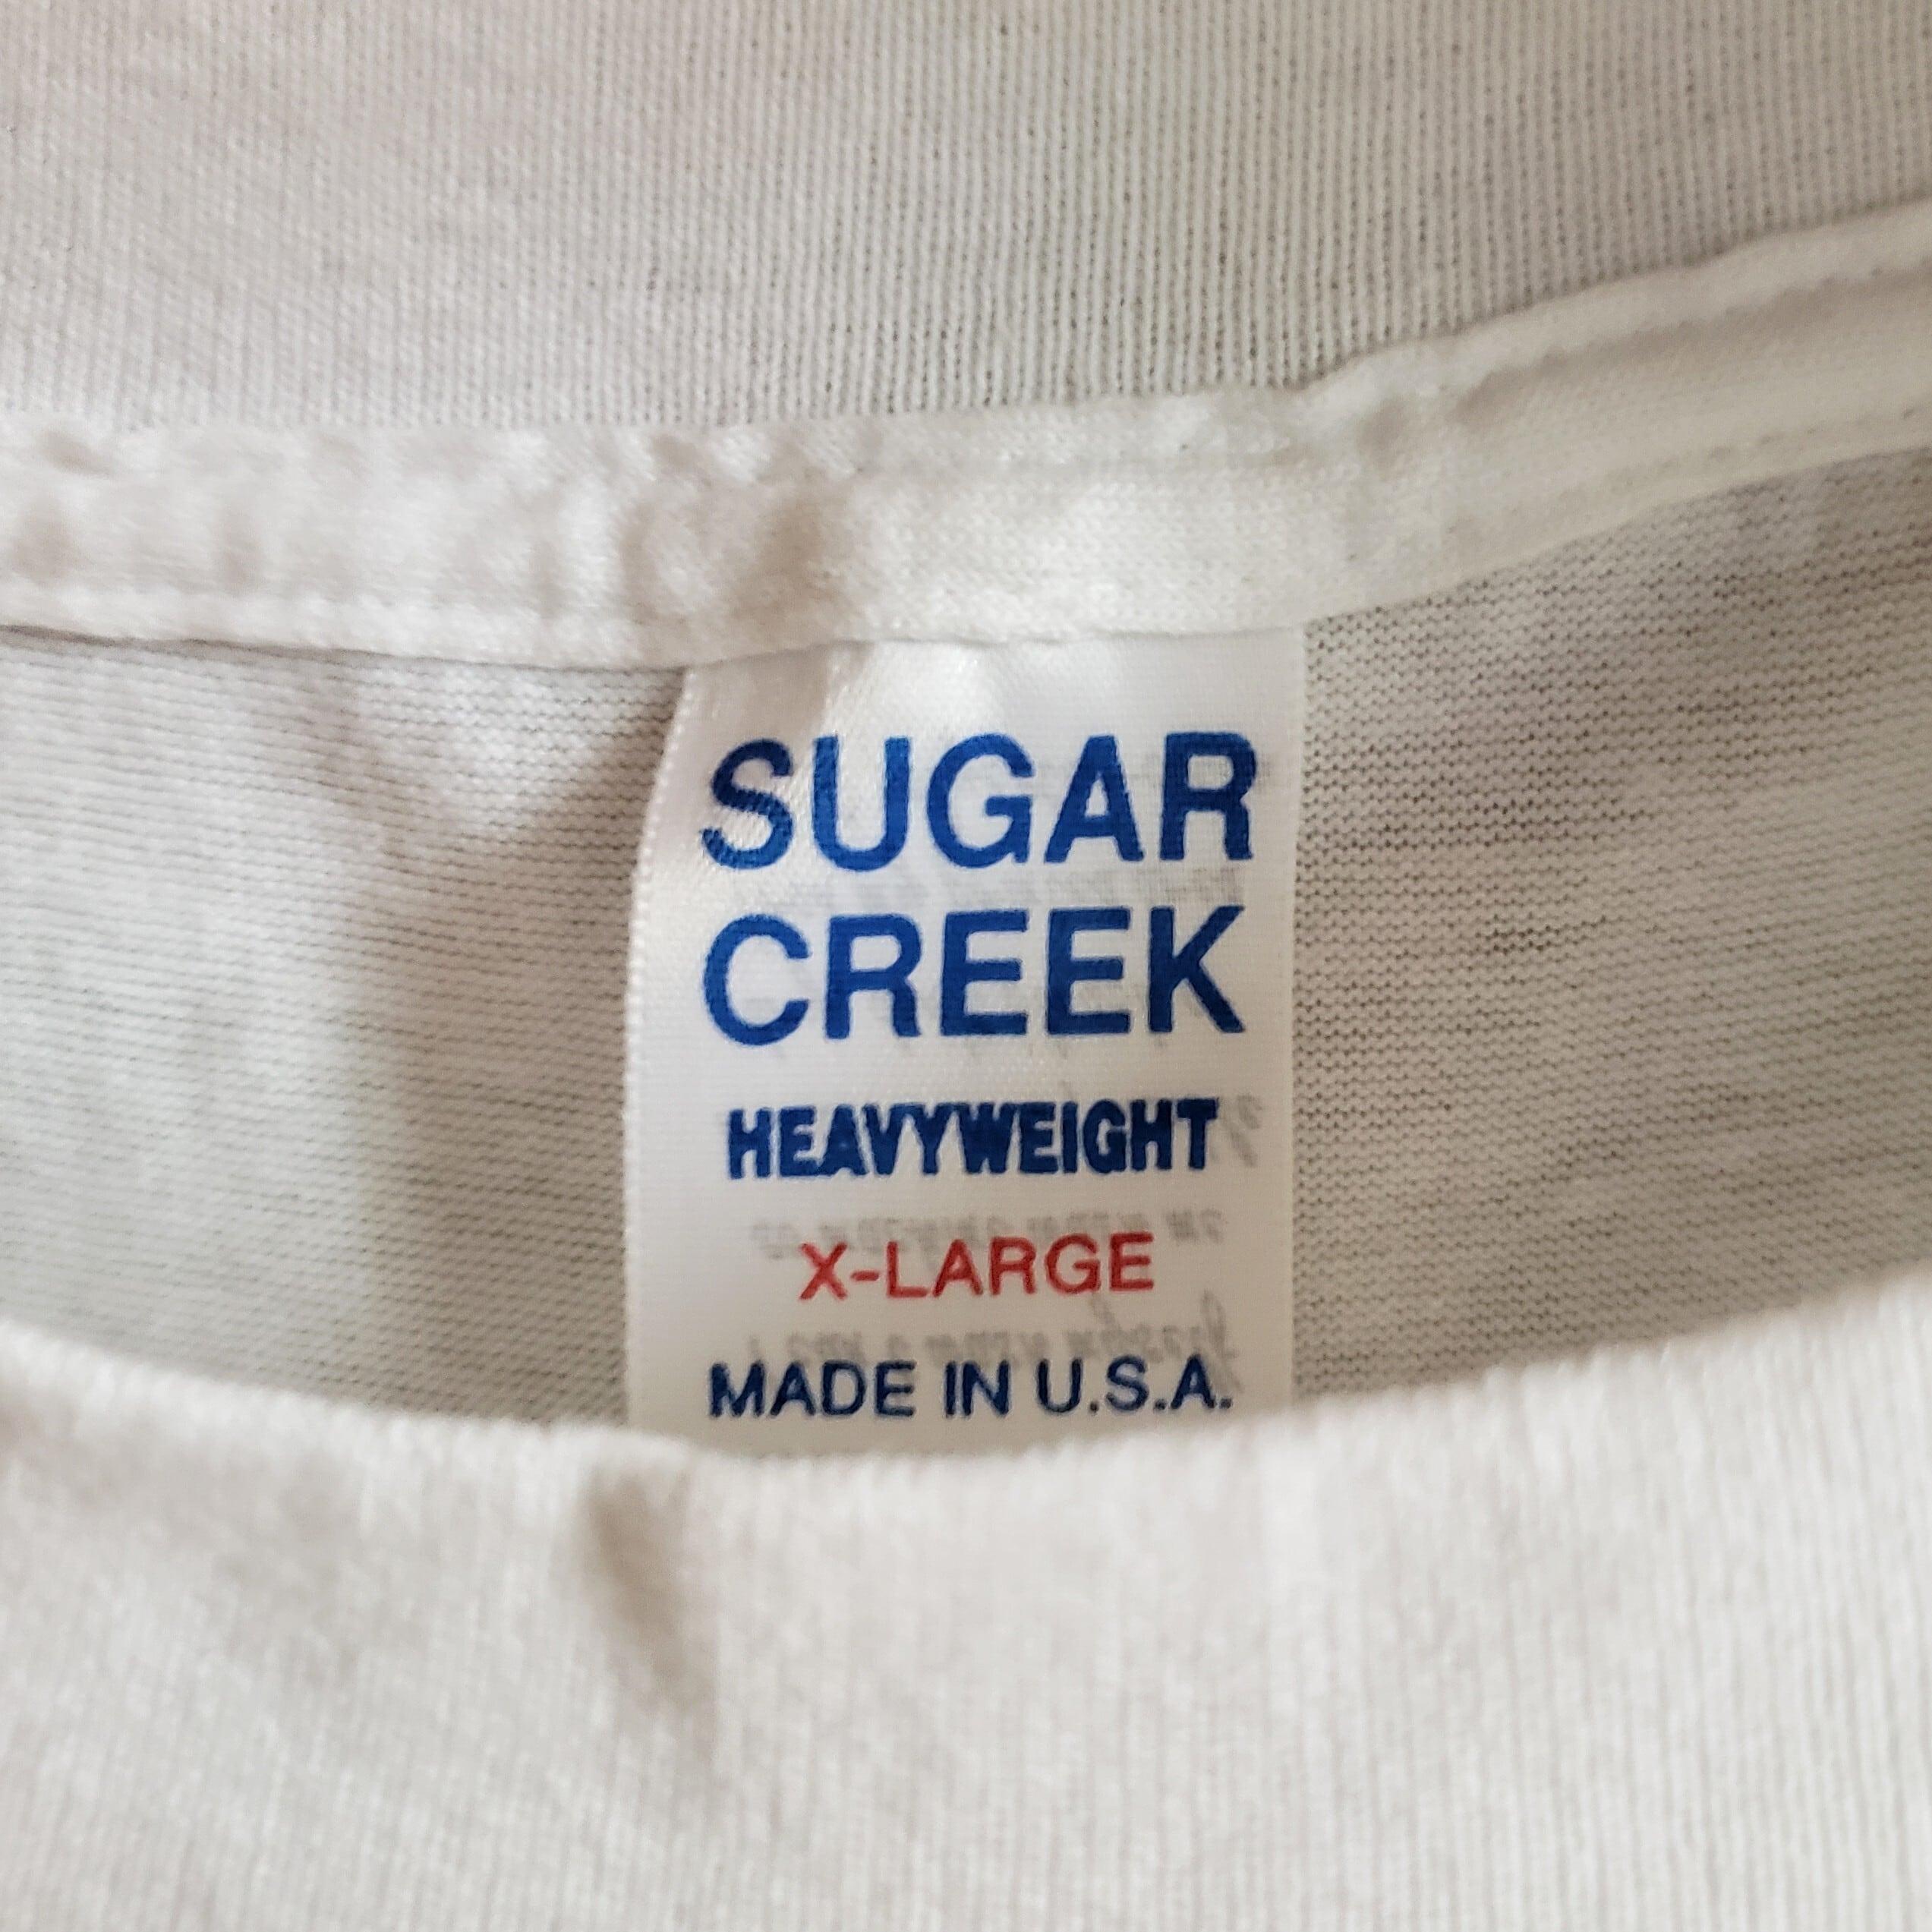 SUGAR
CREEK
HEAVYWEIGHT
X-LARGE
MADE IN U.S.A.